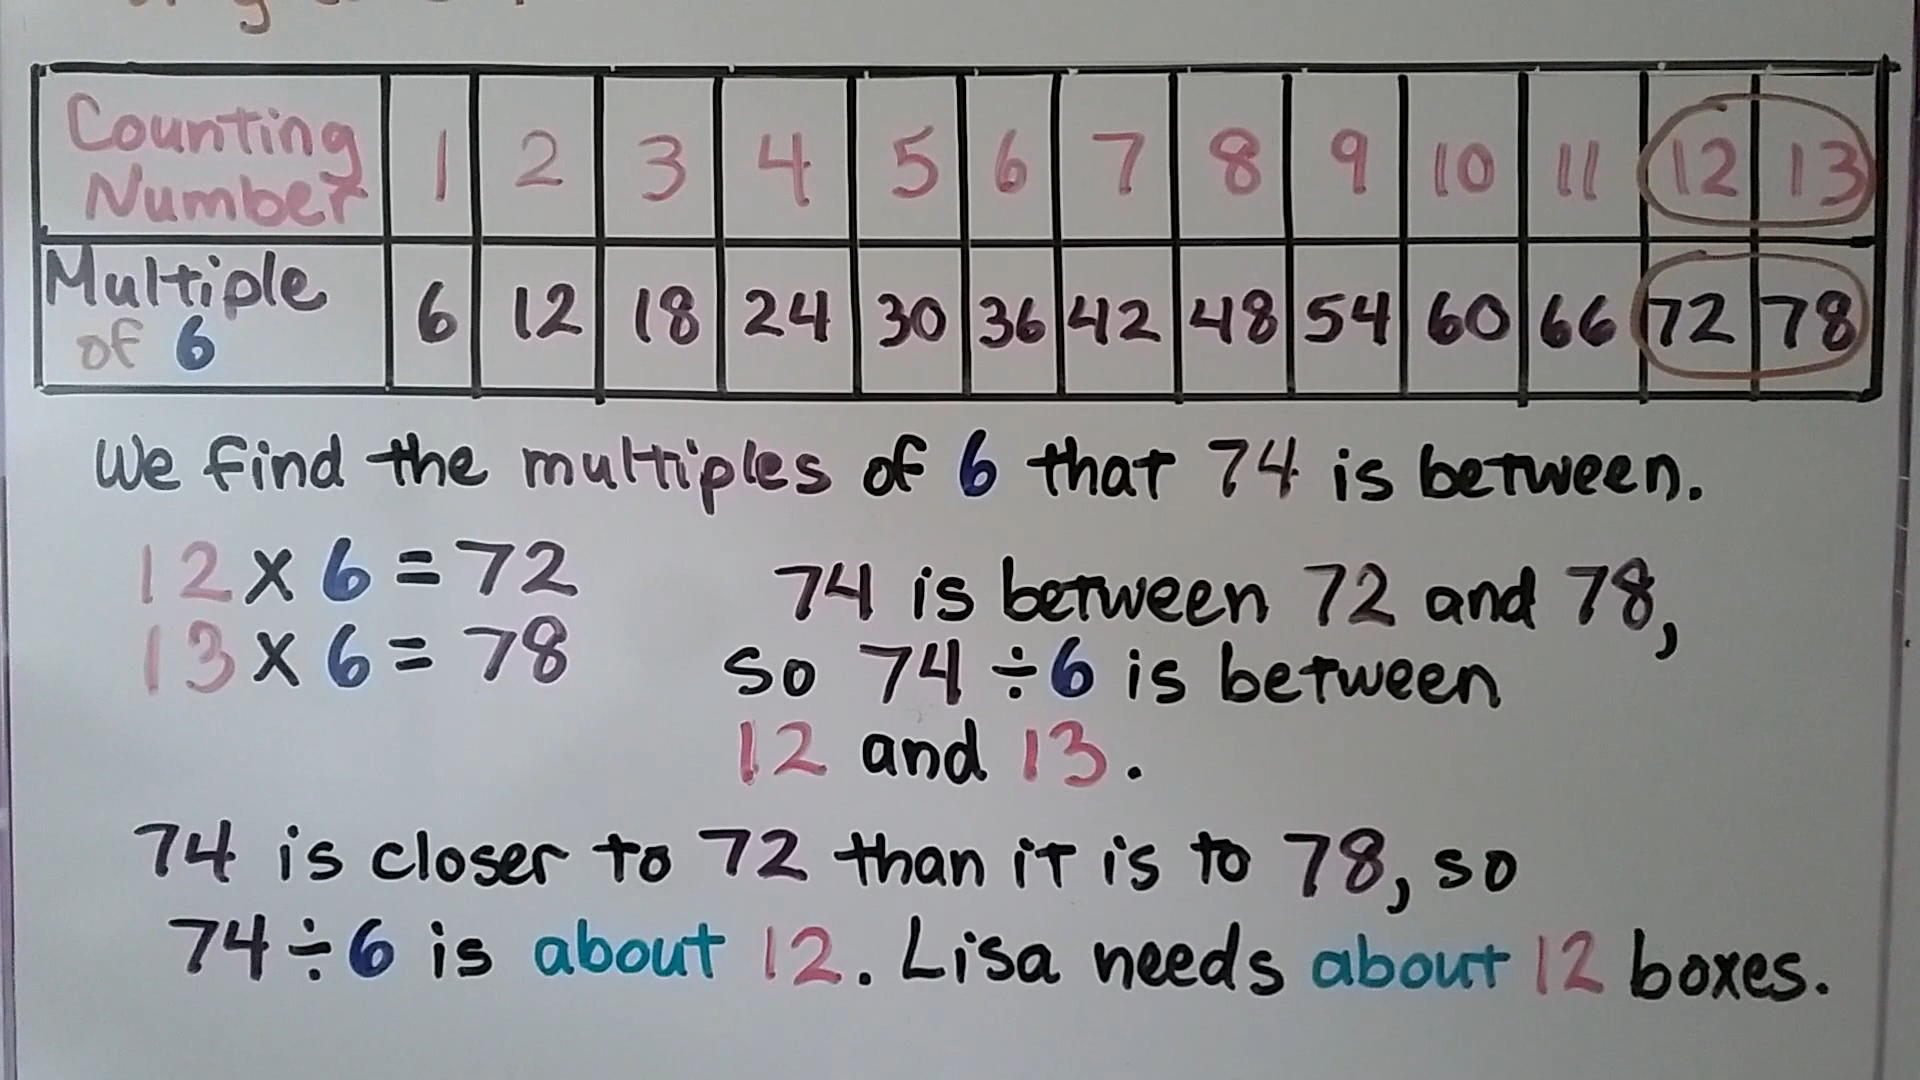 Counting Number 1 2 3 4 5 6 7 8 9 10 11 12 13
Multiple of 6 6 12 18 24 30 36 42 48 54 60 66 72 78
We find the multiples of 6 that 74 is between.
12 x 6 = 72
13 x 6 = 78
74 is between 72 and 78,
so 74 ÷ 6 is between
12 and 13.
74 is closer to 72 than it is to 78, so
74 ÷ 6 is about 12. Lisa needs about 12 boxes.